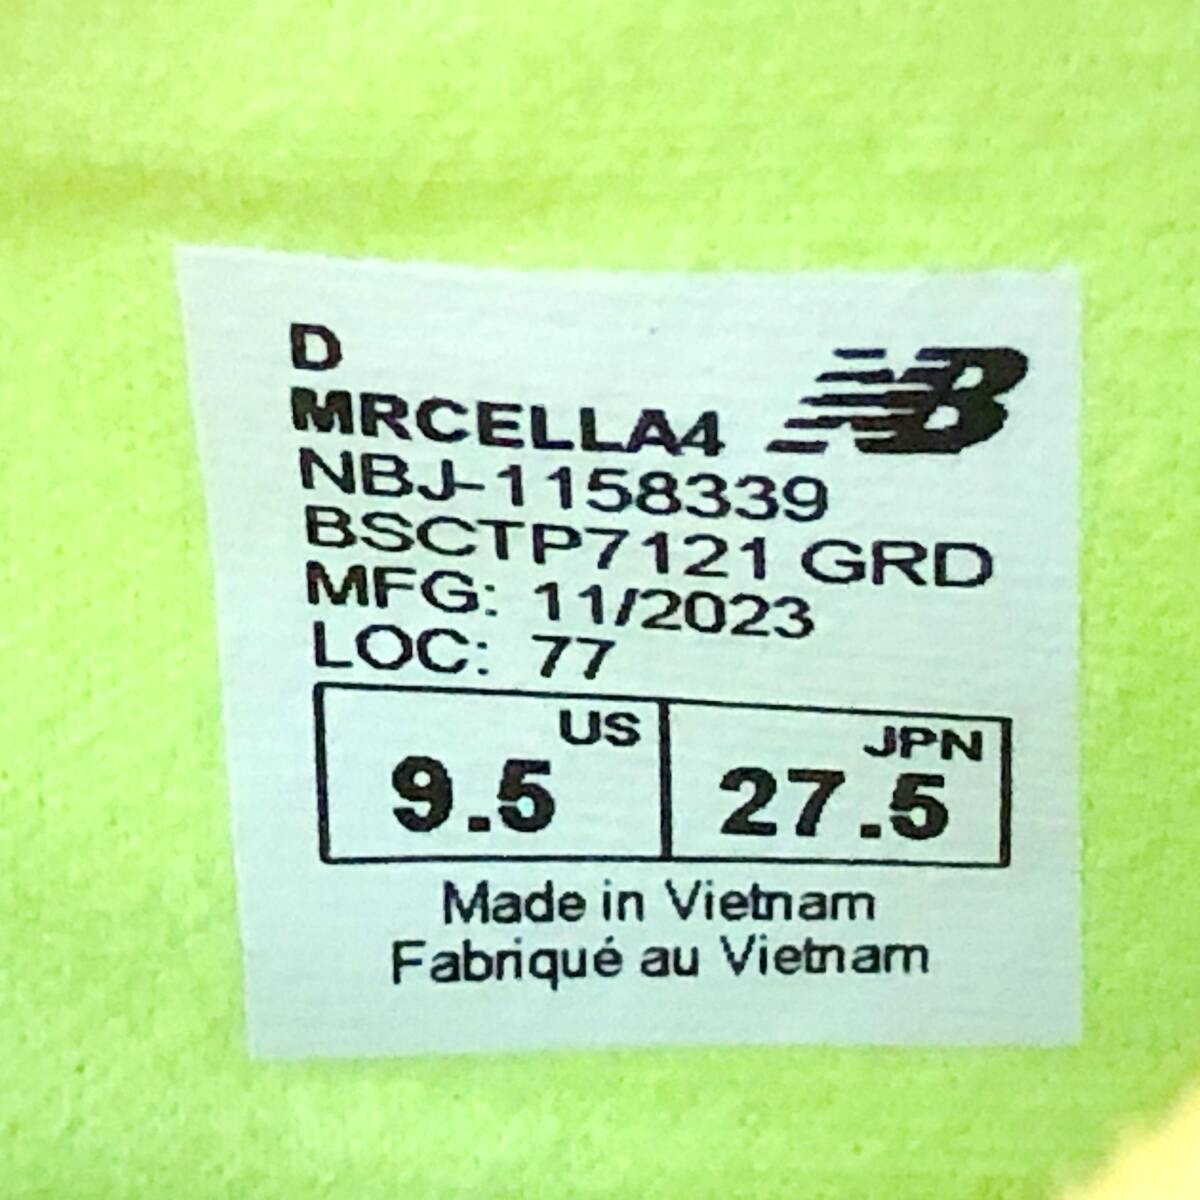 D
MRCELLA4 NB
NBJ-1158339
BSCTP7121 GRD
MFG: 11/2023
LOC: 77
US JPN
9.5 27.5
Made in Vietnam
Fabriqué au Vietnam